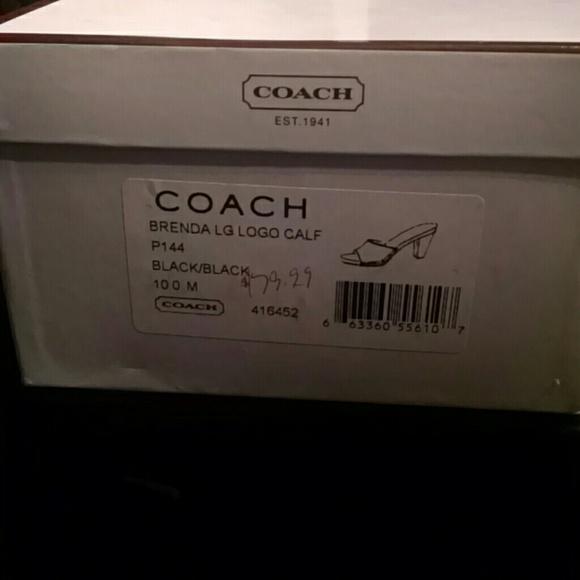 COACH
EST.1941
COACH
BRENDA LG LOGO CALF
P144
BLACK/BLACK
10 0 M
COACH
416452
6 63360 55610 7